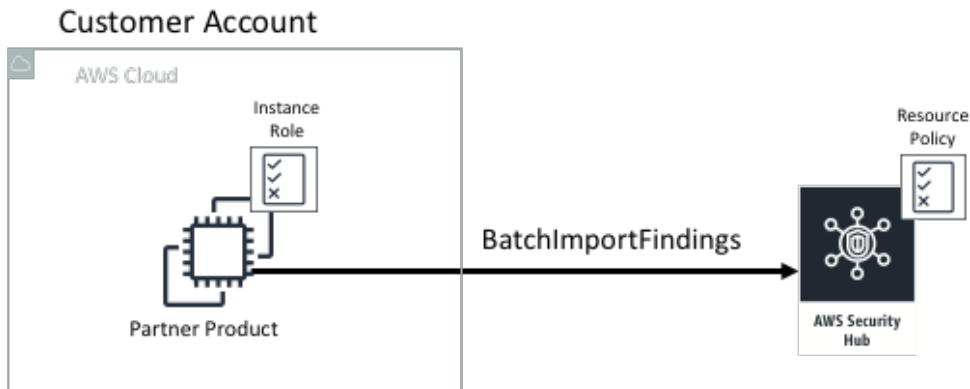 Customer Account
AWS Cloud
Instance
Role
Resource
Policy
BatchImportFindings
Partner Product
AWS Security
Hub